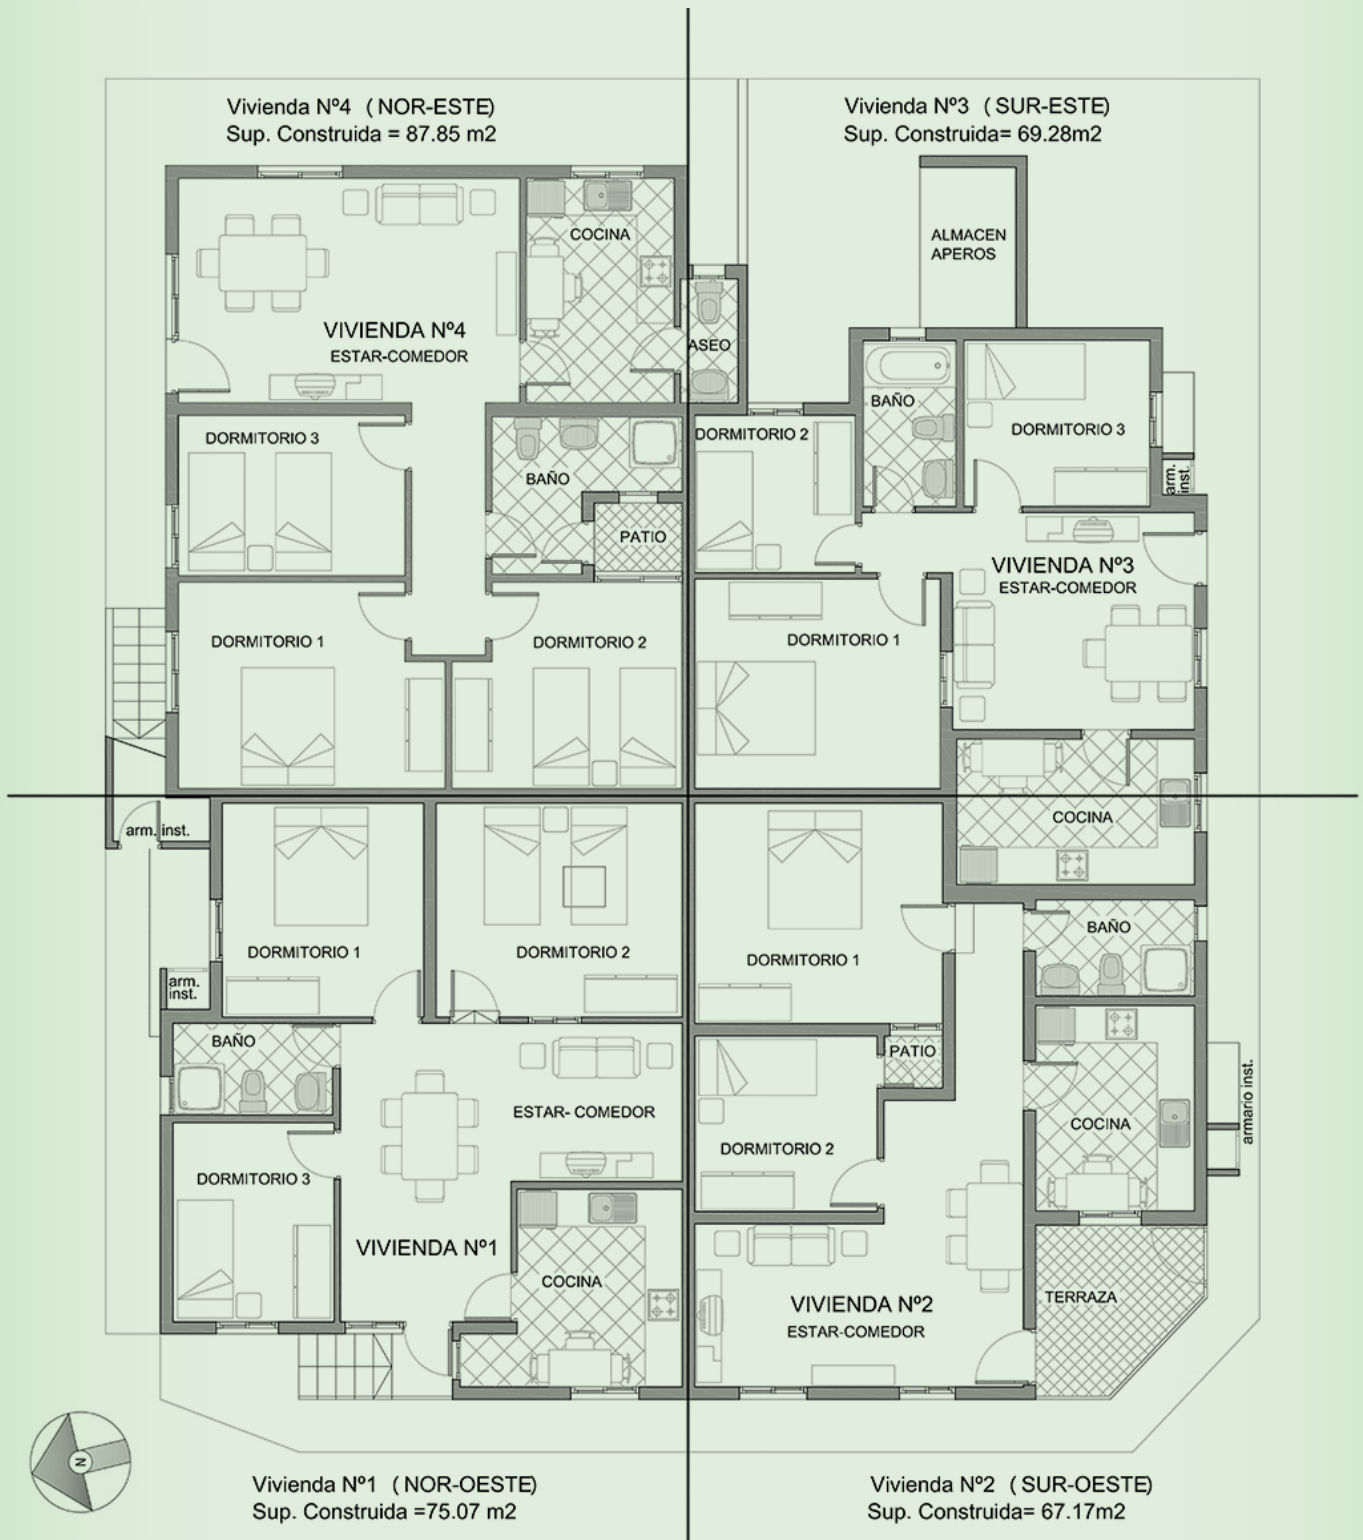 Vivienda Nº4 ( NOR-ESTE)
Sup. Construida = 87.85 m2
Vivienda Nº3 ( SUR-ESTE)
Sup. Construida= 69.28m2
COCINA
VIVIENDA Nº4
ESTAR-COMEDOR
ASEO
DORMITORIO 3
BAÑO
PATIO
DORMITORIO 1
DORMITORIO 2
ALMACEN
APEROS
BAÑO
DORMITORIO 3
DORMITORIO 2
arm.
inst.
VIVIENDA Nº3
ESTAR-COMEDOR
DORMITORIO 1
COCINA
arm. inst.
DORMITORIO 1
DORMITORIO 2
arm.
inst.
BAÑO
ESTAR- COMEDOR
DORMITORIO 3
VIVIENDA Nº1
COCINA
BAÑO
DORMITORIO 1
PATIO
COCINA
armario inst.
DORMITORIO 2
TERRAZA
VIVIENDA Nº2
ESTAR-COMEDOR
N
Vivienda Nº1 ( NOR-OESTE)
Sup. Construida =75.07 m2
Vivienda Nº2 ( SUR-OESTE)
Sup. Construida= 67.17m2